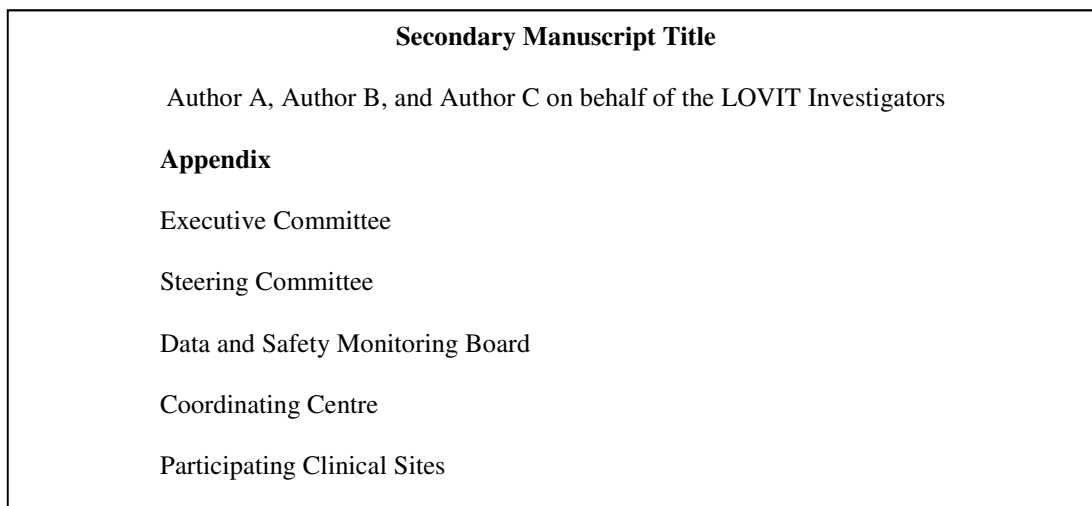 Secondary Manuscript Title
Author A, Author B, and Author C on behalf of the LOVIT Investigators
Appendix
Executive Committee
Steering Committee
Data and Safety Monitoring Board
Coordinating Centre
Participating Clinical Sites